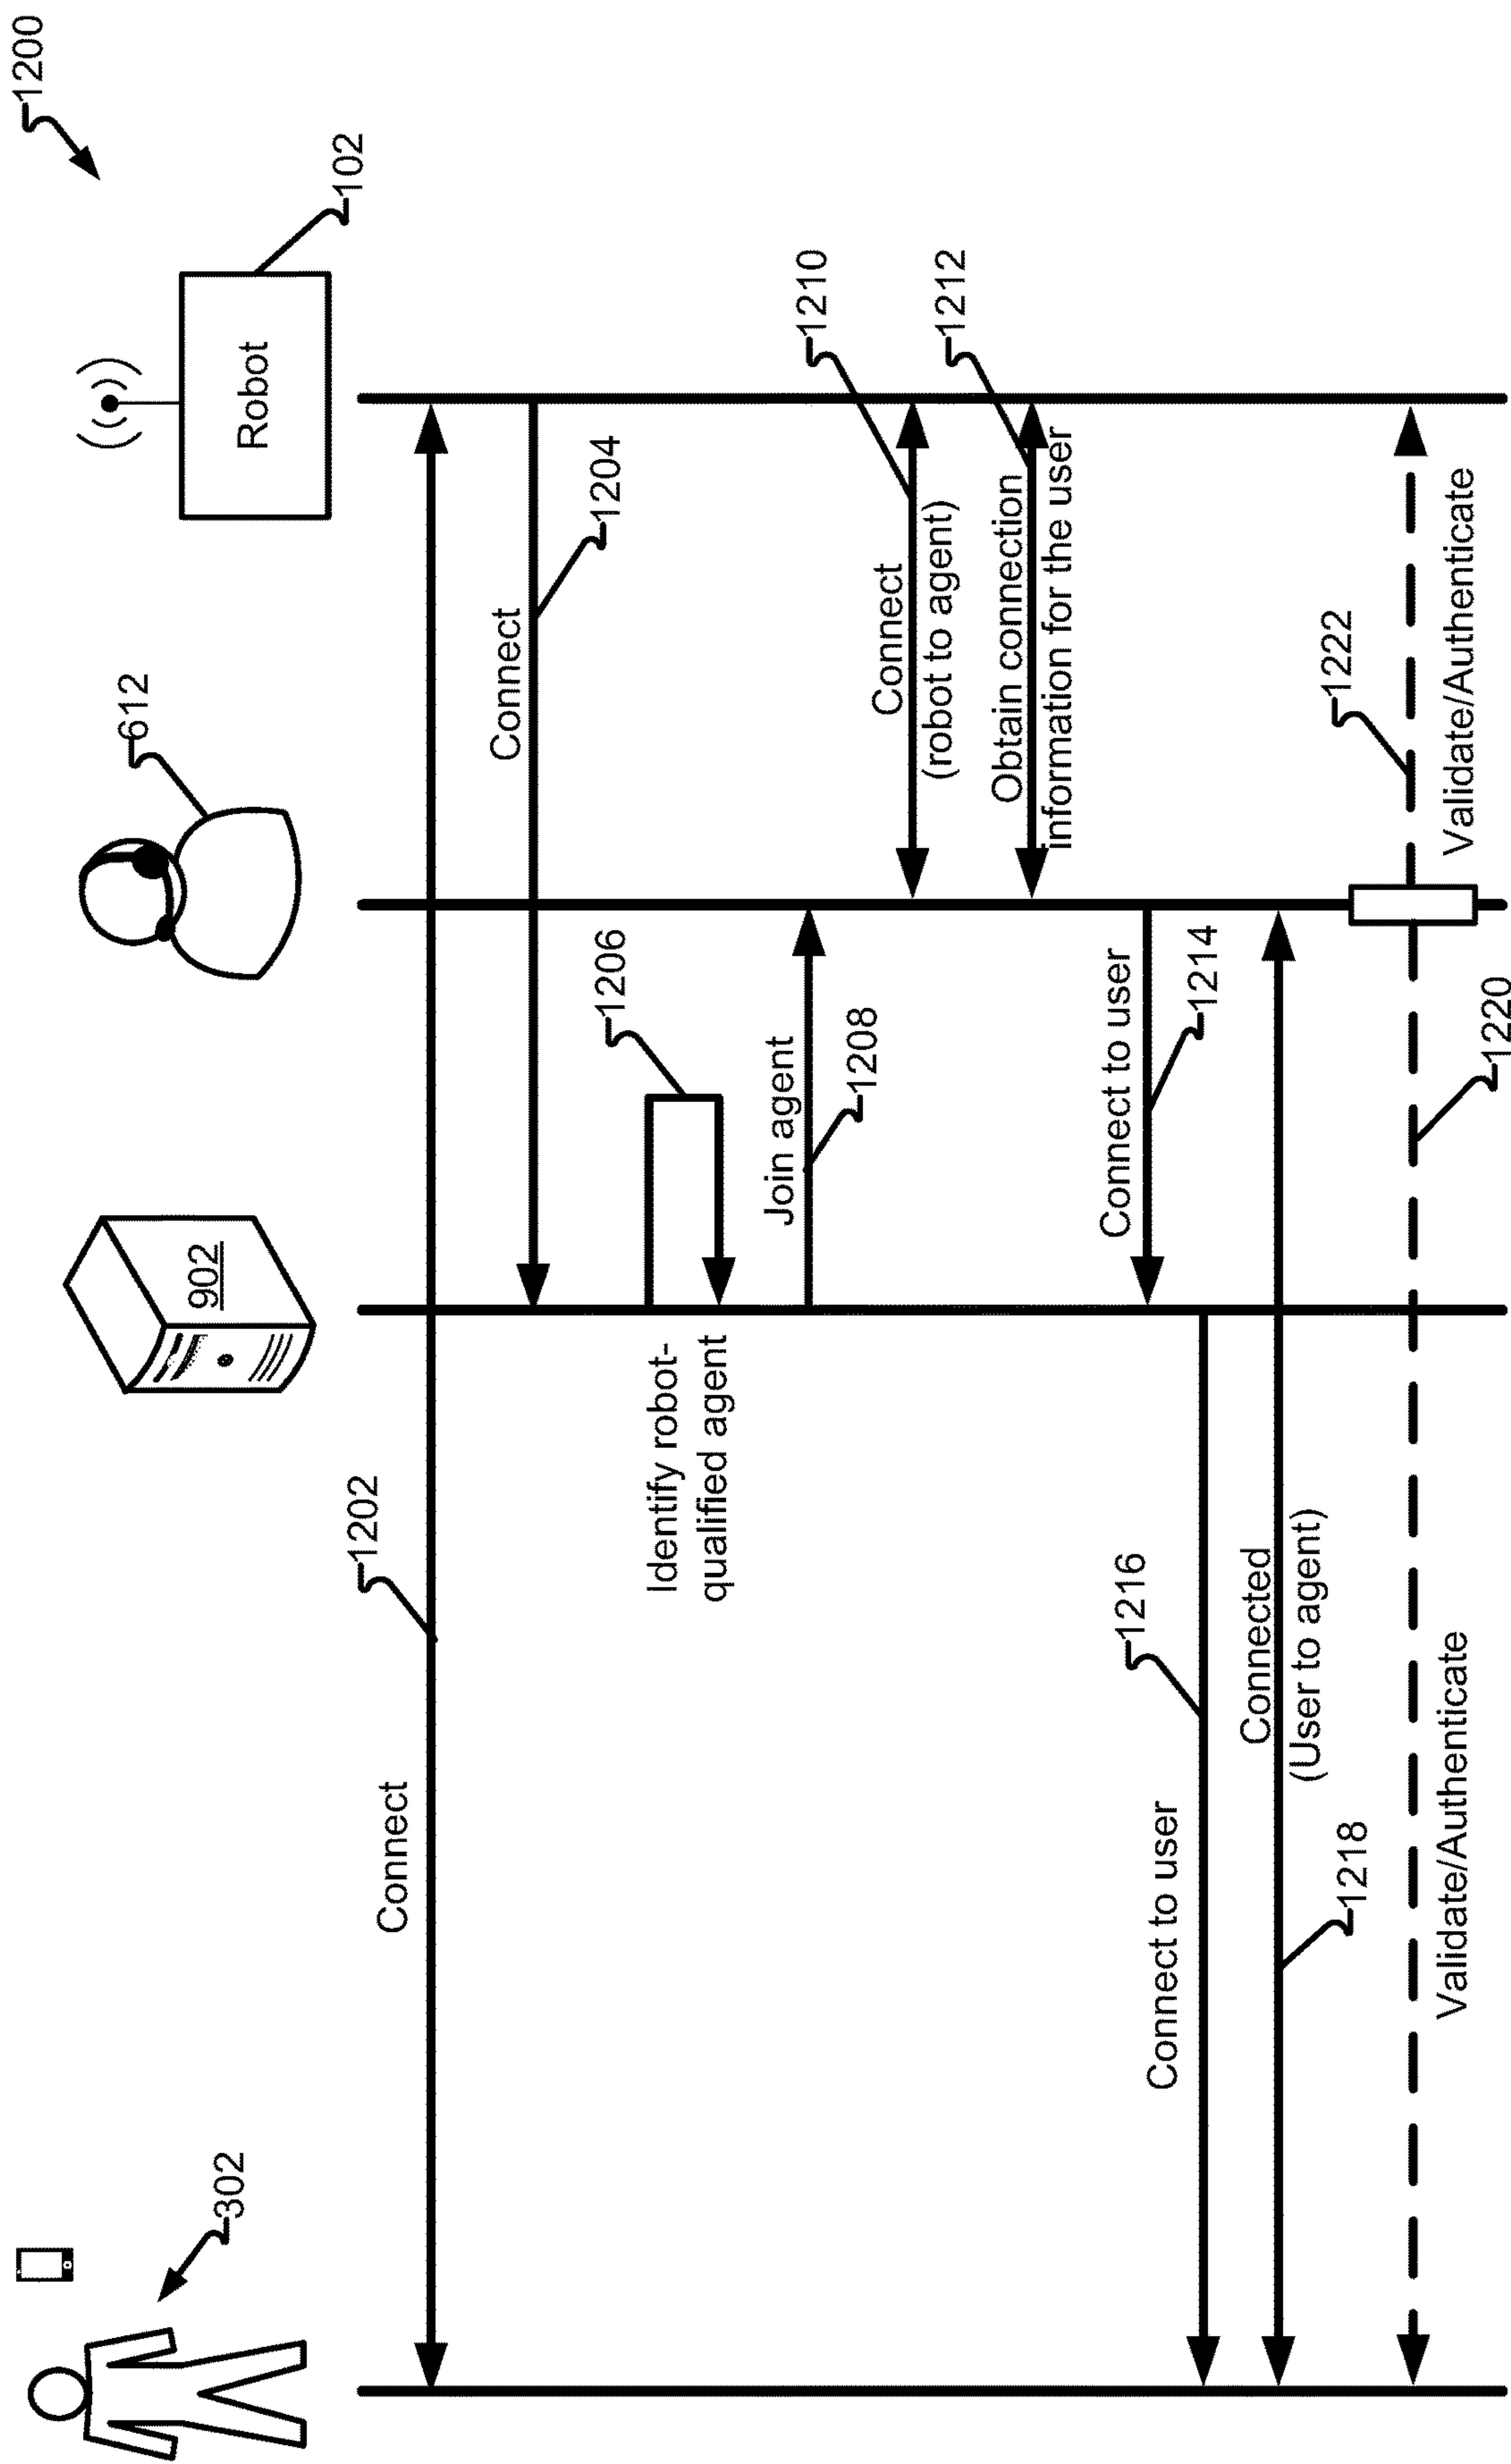 1200
302
902
612
Robot
102
Connect
1202
Connect
1204
Identify robot-
qualified agent
1206
Join agent
1208
Connect
(robot to agent)
1210
Obtain connection
information for the user
1212
Connect to user
1214
Connect to user
1216
Connected
(User to agent)
1218
Validate/Authenticate
1220
Validate/Authenticate
1222